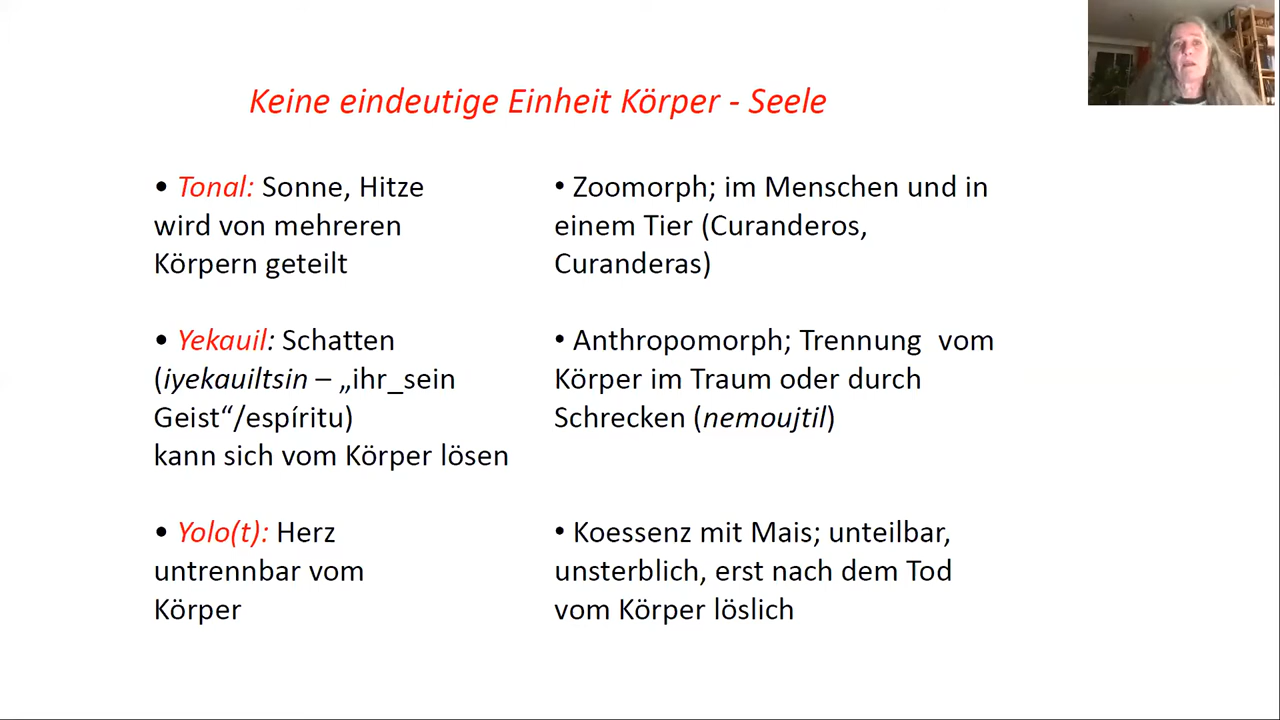 Keine eindeutige Einheit Körper - Seele
• Tonal: Sonne, Hitze
wird von mehreren
Körpern geteilt
• Zoomorph; im Menschen und in
einem Tier (Curanderos,
Curanderas)
• Yekauil: Schatten
(iyekauiltsin – „ihr_sein
Geist“/espíritu)
kann sich vom Körper lösen
• Anthropomorph; Trennung vom
Körper im Traum oder durch
Schrecken (nemoujtil)
• Yolo(t): Herz
untrennbar vom
Körper
• Koessenz mit Mais; unteilbar,
unsterblich, erst nach dem Tod
vom Körper löslich